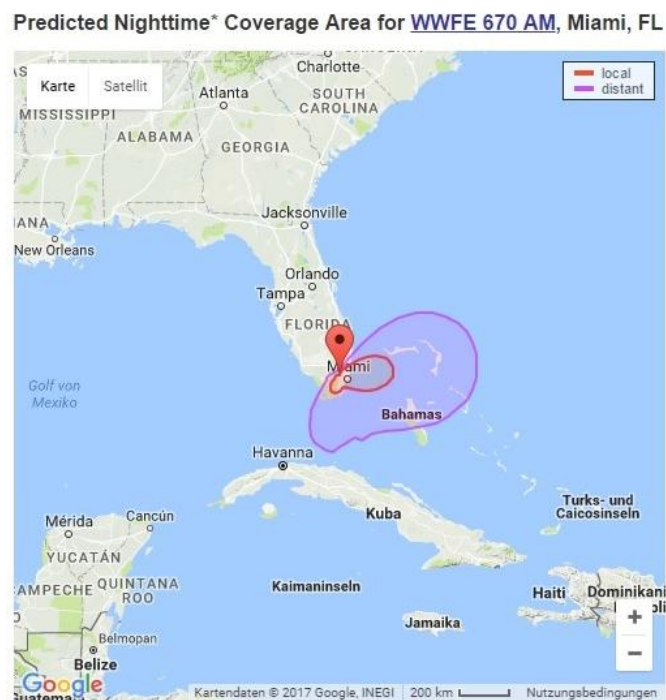 Predicted Nighttime* Coverage Area for WWFE 670 AM, Miami, FL
Karte Satellit
local
distant
Charlotte
Atlanta
SOUTH
CAROLINA
MISSISSIPPI
ALABAMA
GEORGIA
Jacksonville
New Orleans
Orlando
Tampa
FLORIDA
Miami
Golf von
Mexiko
Bahamas
Havanna
Turks- und
Caicosinseln
Mérida
Cancún
Kuba
YUCATÁN
QUINTANA
ROO
Kaimaninseln
Haiti
Jamaika
Belmopan
Belize
+
−
Google
Kartendaten © 2017 Google, INEGI 200 km Nutzungsbedingungen